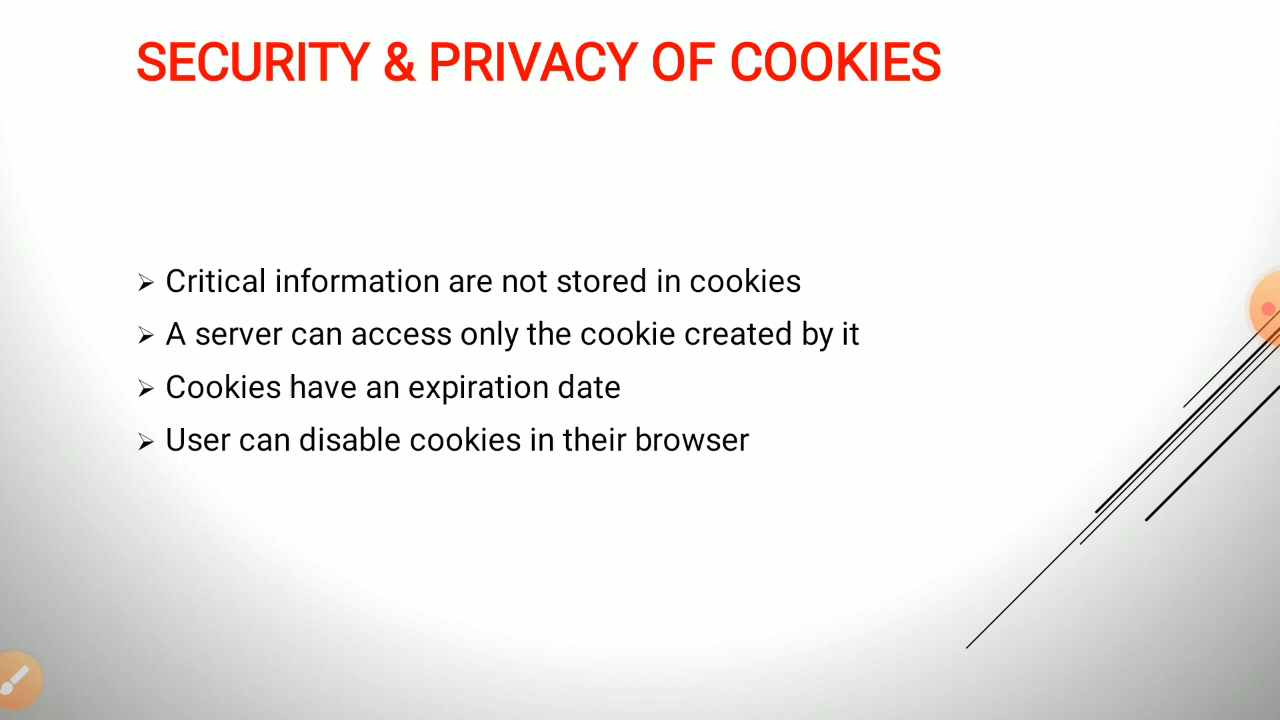 SECURITY & PRIVACY OF COOKIES
Critical information are not stored in cookies
A server can access only the cookie created by it
Cookies have an expiration date
User can disable cookies in their browser